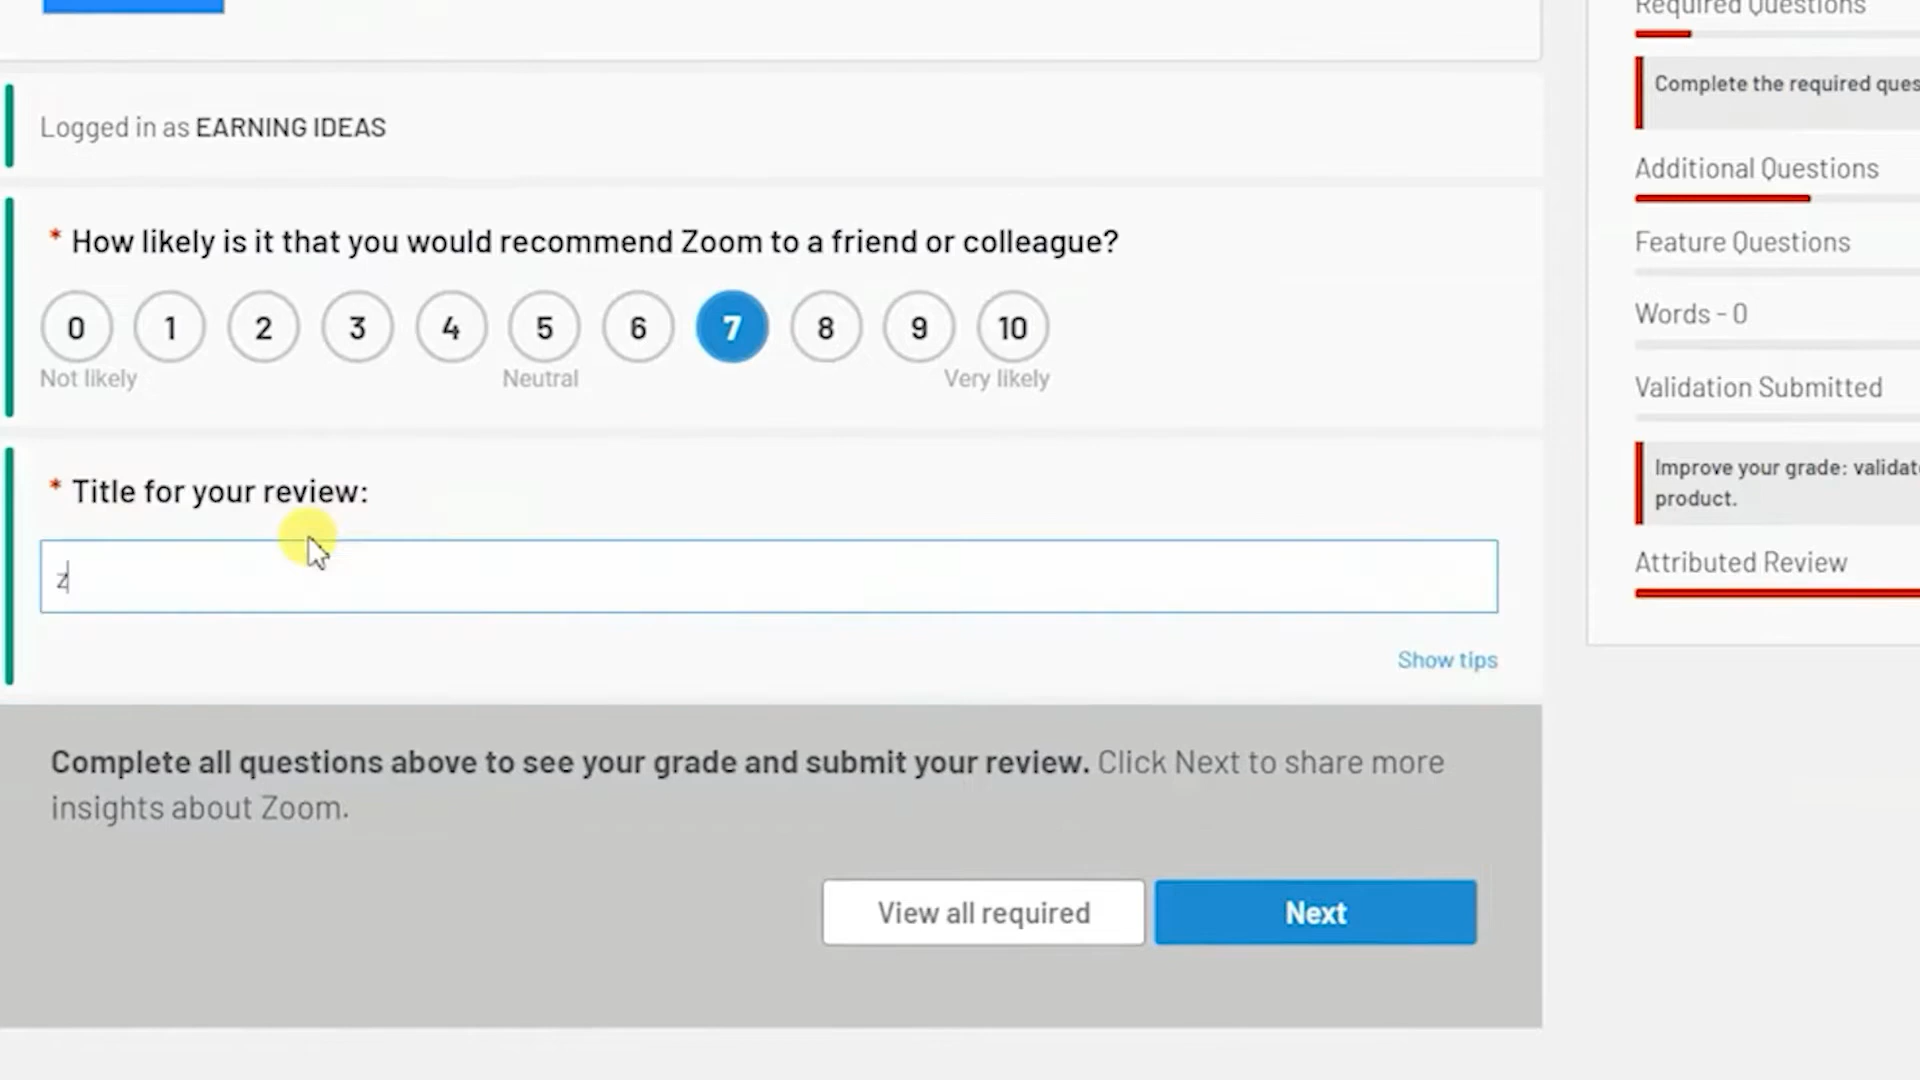 Logged in as EARNING IDEAS
* How likely is it that you would recommend Zoom to a friend or colleague?
0 1 2 3 4 5 6 7 8 9 10
Not likely Neutral Very likely
* Title for your review:
z
Show tips
Complete all questions above to see your grade and submit your review. Click Next to share more
insights about Zoom.
View all required Next
Required Questions
Complete the required ques
Additional Questions
Feature Questions
Words - 0
Validation Submitted
Improve your grade: validat
product.
Attributed Review